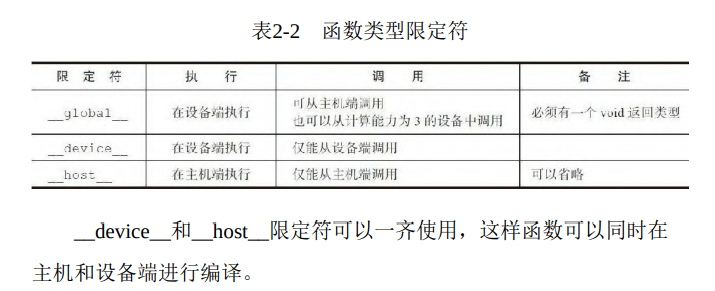 表2-2 函数类型限定符
限 定 符 执 行 调 用 备 注
__global__ 在设备端执行 可从主机端调用
也可以从计算能力为 3 的设备中调用 必须有一个 void 返回类型
__device__ 在设备端执行 仅能从设备端调用
__host__ 在主机端执行 仅能从主机端调用 可以省略
__device__和__host__限定符可以一齐使用，这样函数可以同时在
主机和设备端进行编译。